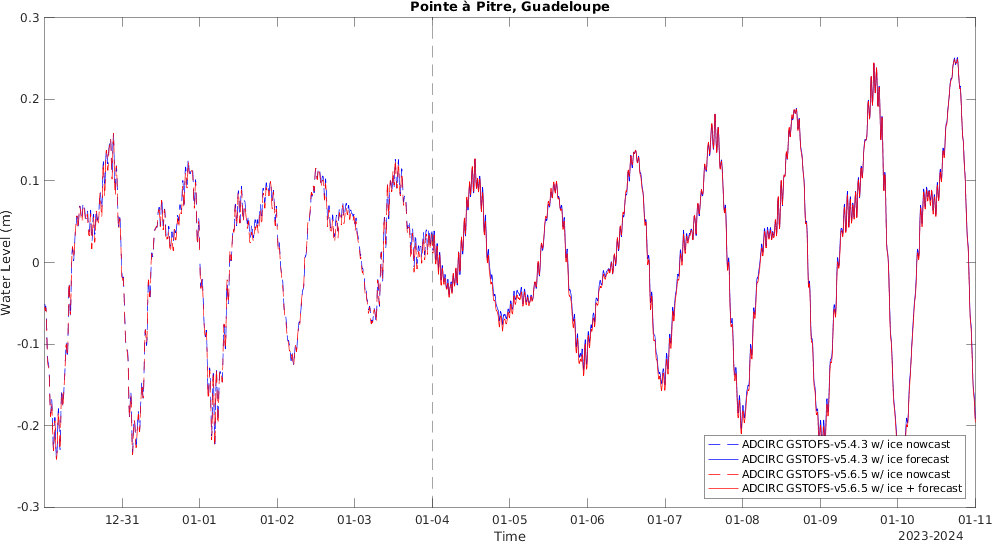 Pointe à Pitre, Guadeloupe
0.3
0.2
0.1
0
-0.1
-0.2
-0.3
Water Level (m)
ADCIRC GSTOFS-v5.4.3 w/ ice nowcast
ADCIRC GSTOFS-v5.4.3 w/ ice forecast
ADCIRC GSTOFS-v5.6.5 w/ ice nowcast
ADCIRC GSTOFS-v5.6.5 w/ ice + forecast
12-31 01-01 01-02 01-03 01-04 01-05 01-06 01-07 01-08 01-09 01-10 01-11
Time
2023-2024